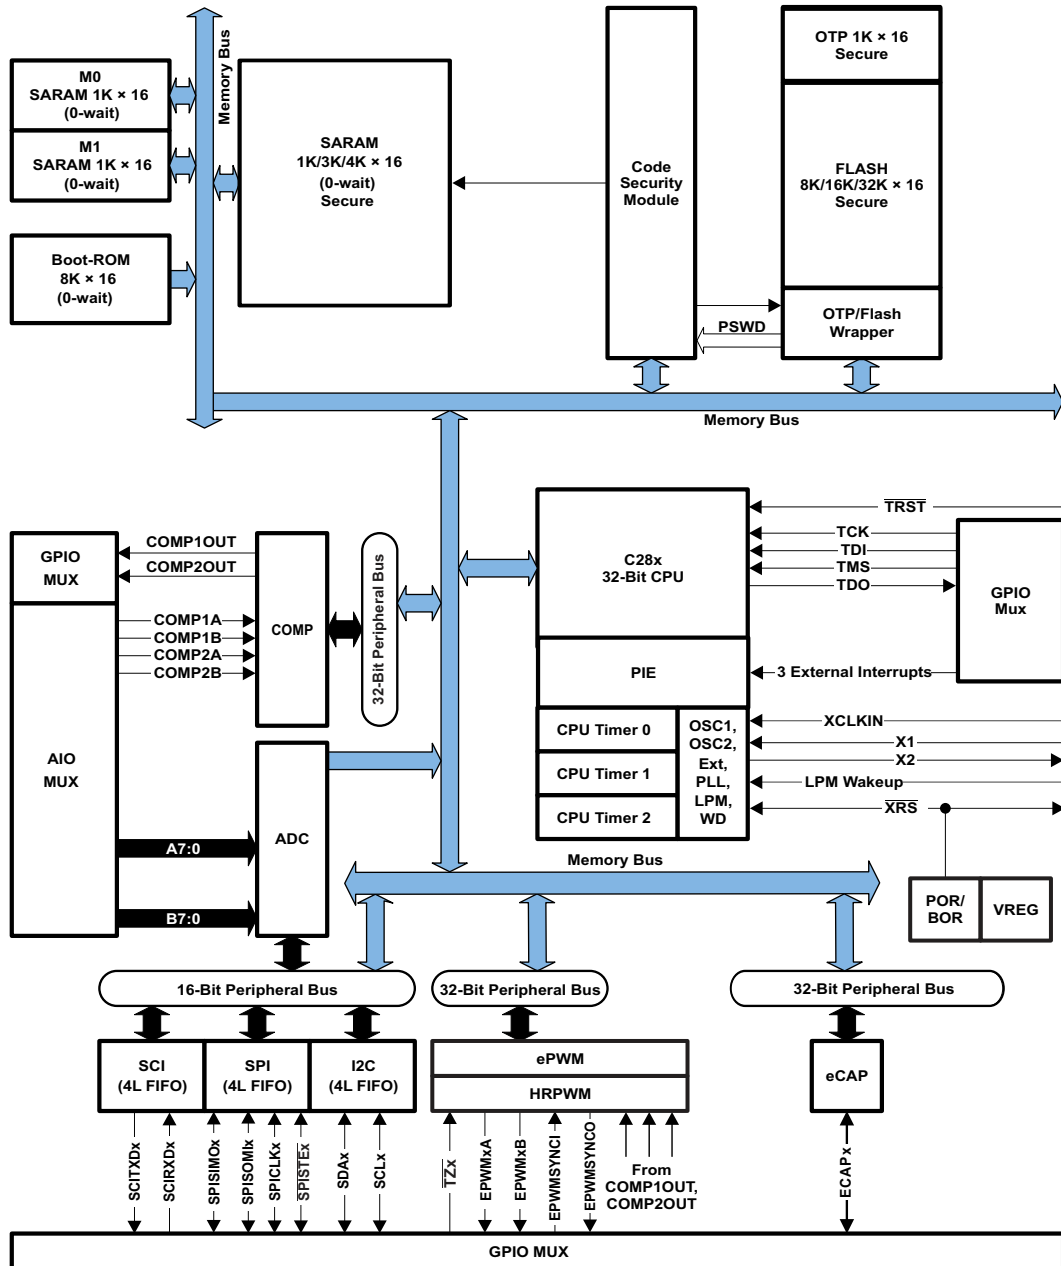 Memory Bus
M0
SARAM 1K × 16
(0-wait)
M1
SARAM 1K × 16
(0-wait)
Boot-ROM
8K × 16
(0-wait)
SARAM
1K/3K/4K × 16
(0-wait)
Secure
Code
Security
Module
OTP 1K × 16
Secure
FLASH
8K/16K/32K × 16
Secure
OTP/Flash
Wrapper
PSWD
Memory Bus
GPIO
MUX
COMP1OUT
COMP2OUT
COMP1A
COMP1B
COMP2A
COMP2B
COMP
32-Bit Peripheral Bus
AIO
MUX
A7:0
B7:0
ADC
C28x
32-Bit CPU
PIE
CPU Timer 0
CPU Timer 1
CPU Timer 2
OSC1,
OSC2,
Ext,
PLL,
LPM,
WD
TRST
TCK
TDI
TMS
TDO
GPIO
Mux
3 External Interrupts
XCLKIN
X1
X2
LPM Wakeup
XRS
POR/
BOR
VREG
Memory Bus
16-Bit Peripheral Bus
32-Bit Peripheral Bus
32-Bit Peripheral Bus
SCI
(4L FIFO)
SPI
(4L FIFO)
I2C
(4L FIFO)
ePWM
HRPWM
eCAP
SCITXDx
SCIRXDx
SPISIMOx
SPISOMIx
SPICLKx
SPISTEx
SDAx
SCLx
TZx
EPWMxA
EPWMxB
EPWMSYNCI
EPWMSYNCO
From
COMP1OUT,
COMP2OUT
ECAPx
GPIO MUX